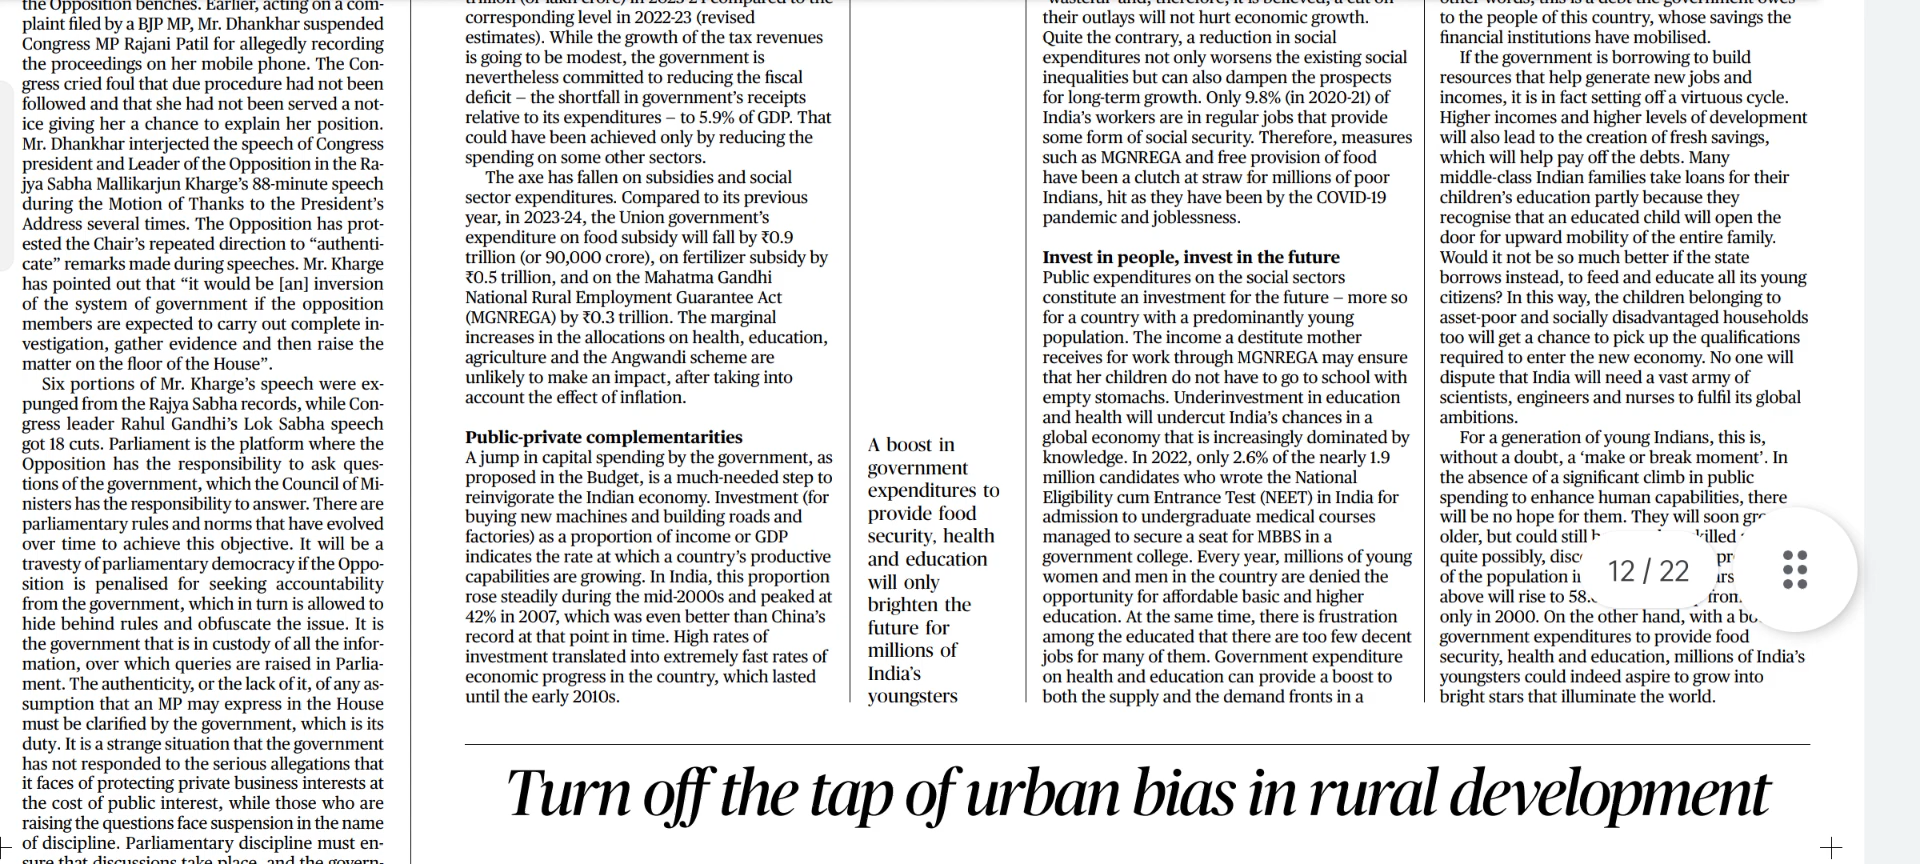 the Opposition benches. Earlier, acting on a com-
plaint filed by a BJP MP, Mr. Dhankhar suspended
Congress MP Rajani Patil for allegedly recording
the proceedings on her mobile phone. The Con-
gress cried foul that due procedure had not been
followed and that she had not been served a not-
ice giving her a chance to explain her position.
Mr. Dhankhar interjected the speech of Congress
president and Leader of the Opposition in the Ra-
jya Sabha Mallikarjun Kharge's 88-minute speech
during the Motion of Thanks to the President's
Address several times. The Opposition has prot-
ested the Chair's repeated direction to “authenti-
cate” remarks made during speeches. Mr. Kharge
has pointed out that “it would be [an] inversion
of the system of government if the opposition
members are expected to carry out complete in-
vestigation, gather evidence and then raise the
matter on the floor of the House”.
Six portions of Mr. Kharge's speech were ex-
punged from the Rajya Sabha records, while Con-
gress leader Rahul Gandhi's Lok Sabha speech
got 18 cuts. Parliament is the platform where the
Opposition has the responsibility to ask ques-
tions of the government, which the Council of Mi-
nisters has the responsibility to answer. There are
parliamentary rules and norms that have evolved
over time to achieve this objective. It will be a
travesty of parliamentary democracy if the Oppo-
sition is penalised for seeking accountability
from the government, which in turn is allowed to
hide behind rules and obfuscate the issue. It is
the government that is in custody of all the infor-
mation, over which queries are raised in Parlia-
ment. The authenticity, or the lack of it, of any as-
sumption that an MP may express in the House
must be clarified by the government, which is its
duty. It is a strange situation that the government
has not responded to the serious allegations that
it faces of protecting private business interests at
the cost of public interest, while those who are
raising the questions face suspension in the name
of discipline. Parliamentary discipline must en-
sure that discussions take place, and the govern-
corresponding level in 2022-23 (revised
estimates). While the growth of the tax revenues
is going to be modest, the government is
nevertheless committed to reducing the fiscal
deficit – the shortfall in government's receipts
relative to its expenditures – to 5.9% of GDP. That
could have been achieved only by reducing the
spending on some other sectors.
The axe has fallen on subsidies and social
sector expenditures. Compared to its previous
year, in 2023-24, the Union government's
expenditure on food subsidy will fall by ₹0.9
trillion (or 90,000 crore), on fertilizer subsidy by
₹0.5 trillion, and on the Mahatma Gandhi
National Rural Employment Guarantee Act
(MGNREGA) by ₹0.3 trillion. The marginal
increases in the allocations on health, education,
agriculture and the Angwandi scheme are
unlikely to make an impact, after taking into
account the effect of inflation.
Public-private complementarities
A jump in capital spending by the government, as
proposed in the Budget, is a much-needed step to
reinvigorate the Indian economy. Investment (for
buying new machines and building roads and
factories) as a proportion of income or GDP
indicates the rate at which a country's productive
capabilities are growing. In India, this proportion
rose steadily during the mid-2000s and peaked at
42% in 2007, which was even better than China's
record at that point in time. High rates of
investment translated into extremely fast rates of
economic progress in the country, which lasted
until the early 2010s.
A boost in
government
expenditures to
provide food
security, health
and education
will only
brighten the
future for
millions of
India's
youngsters
their outlays will not hurt economic growth.
Quite the contrary, a reduction in social
expenditures not only worsens the existing social
inequalities but can also dampen the prospects
for long-term growth. Only 9.8% (in 2020-21) of
India's workers are in regular jobs that provide
some form of social security. Therefore, measures
such as MGNREGA and free provision of food
have been a clutch at straw for millions of poor
Indians, hit as they have been by the COVID-19
pandemic and joblessness.
Invest in people, invest in the future
Public expenditures on the social sectors
constitute an investment for the future – more so
for a country with a predominantly young
population. The income a destitute mother
receives for work through MGNREGA may ensure
that her children do not have to go to school with
empty stomachs. Underinvestment in education
and health will undercut India's chances in a
global economy that is increasingly dominated by
knowledge. In 2022, only 2.6% of the nearly 1.9
million candidates who wrote the National
Eligibility cum Entrance Test (NEET) in India for
admission to undergraduate medical courses
managed to secure a seat for MBBS in a
government college. Every year, millions of young
women and men in the country are denied the
opportunity for affordable basic and higher
education. At the same time, there is frustration
among the educated that there are too few decent
jobs for many of them. Government expenditure
on health and education can provide a boost to
both the supply and the demand fronts in a
to the people of this country, whose savings the
financial institutions have mobilised.
If the government is borrowing to build
resources that help generate new jobs and
incomes, it is in fact setting off a virtuous cycle.
Higher incomes and higher levels of development
will also lead to the creation of fresh savings,
which will help pay off the debts. Many
middle-class Indian families take loans for their
children's education partly because they
recognise that an educated child will open the
door for upward mobility of the entire family.
Would it not be so much better if the state
borrows instead, to feed and educate all its young
citizens? In this way, the children belonging to
asset-poor and socially disadvantaged households
too will get a chance to pick up the qualifications
required to enter the new economy. No one will
dispute that India will need a vast army of
scientists, engineers and nurses to fulfil its global
ambitions.
For a generation of young Indians, this is,
without a doubt, a ‘make or break moment’. In
the absence of a significant climb in public
spending to enhance human capabilities, there
will be no hope for them. They will soon
older, but could still
quite possibly,
of the population
above will rise to
only in 2000. On the other hand, with a
government expenditures to provide food
security, health and education, millions of India's
youngsters could indeed aspire to grow into
bright stars that illuminate the world.
12 / 22
Turn off the tap of urban bias in rural development